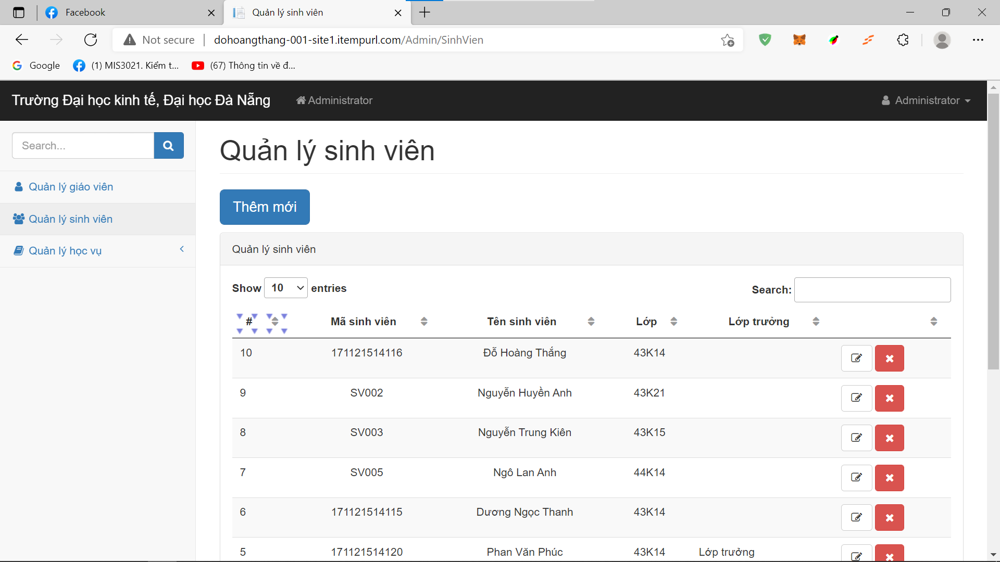 Facebook
Quản lý sinh viên
Not secure
dohoangthang-001-site1.itempurl.com/Admin/SinhVien
Google
(1) MIS3021. Kiểm t...
(67) Thông tin về đ...
Trường Đại học kinh tế, Đại học Đà Nẵng
Administrator
Administrator
Search...
Quản lý giáo viên
Quản lý sinh viên
Quản lý học vụ
Quản lý sinh viên
Thêm mới
Quản lý sinh viên
Show 10 entries
Search:
# Mã sinh viên Tên sinh viên Lớp Lớp trưởng
10 171121514116 Đỗ Hoàng Thắng 43K14
9 SV002 Nguyễn Huyền Anh 43K21
8 SV003 Nguyễn Trung Kiên 43K15
7 SV005 Ngô Lan Anh 44K14
6 171121514115 Dương Ngọc Thanh 43K14
5 171121514120 Phan Văn Phúc 43K14 Lớp trưởng